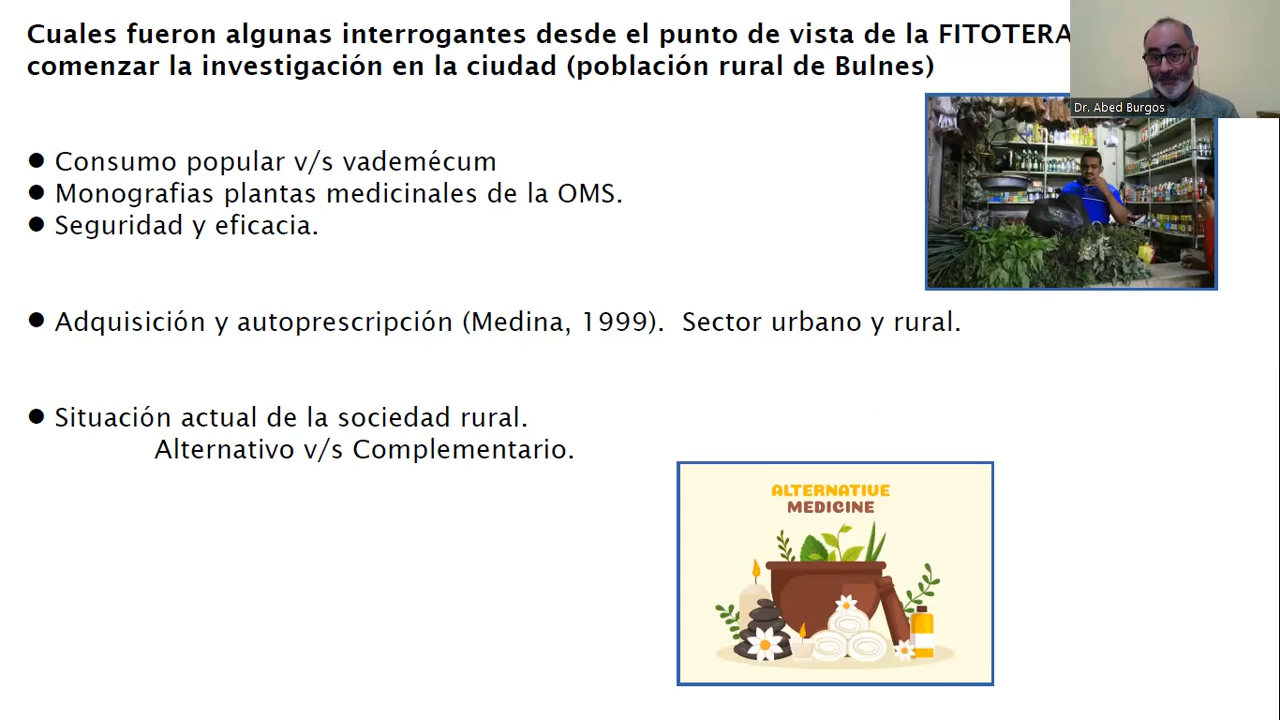 Cuales fueron algunas interrogantes desde el punto de vista de la FITOTERA
comenzar la investigación en la ciudad (población rural de Bulnes)
Dr. Abed Burgos
● Consumo popular v/s vademécum
● Monografias plantas medicinales de la OMS.
● Seguridad y eficacia.
● Adquisición y autoprescripción (Medina, 1999). Sector urbano y rural.
● Situación actual de la sociedad rural.
Alternativo v/s Complementario.
ALTERNATIVE
MEDICINE